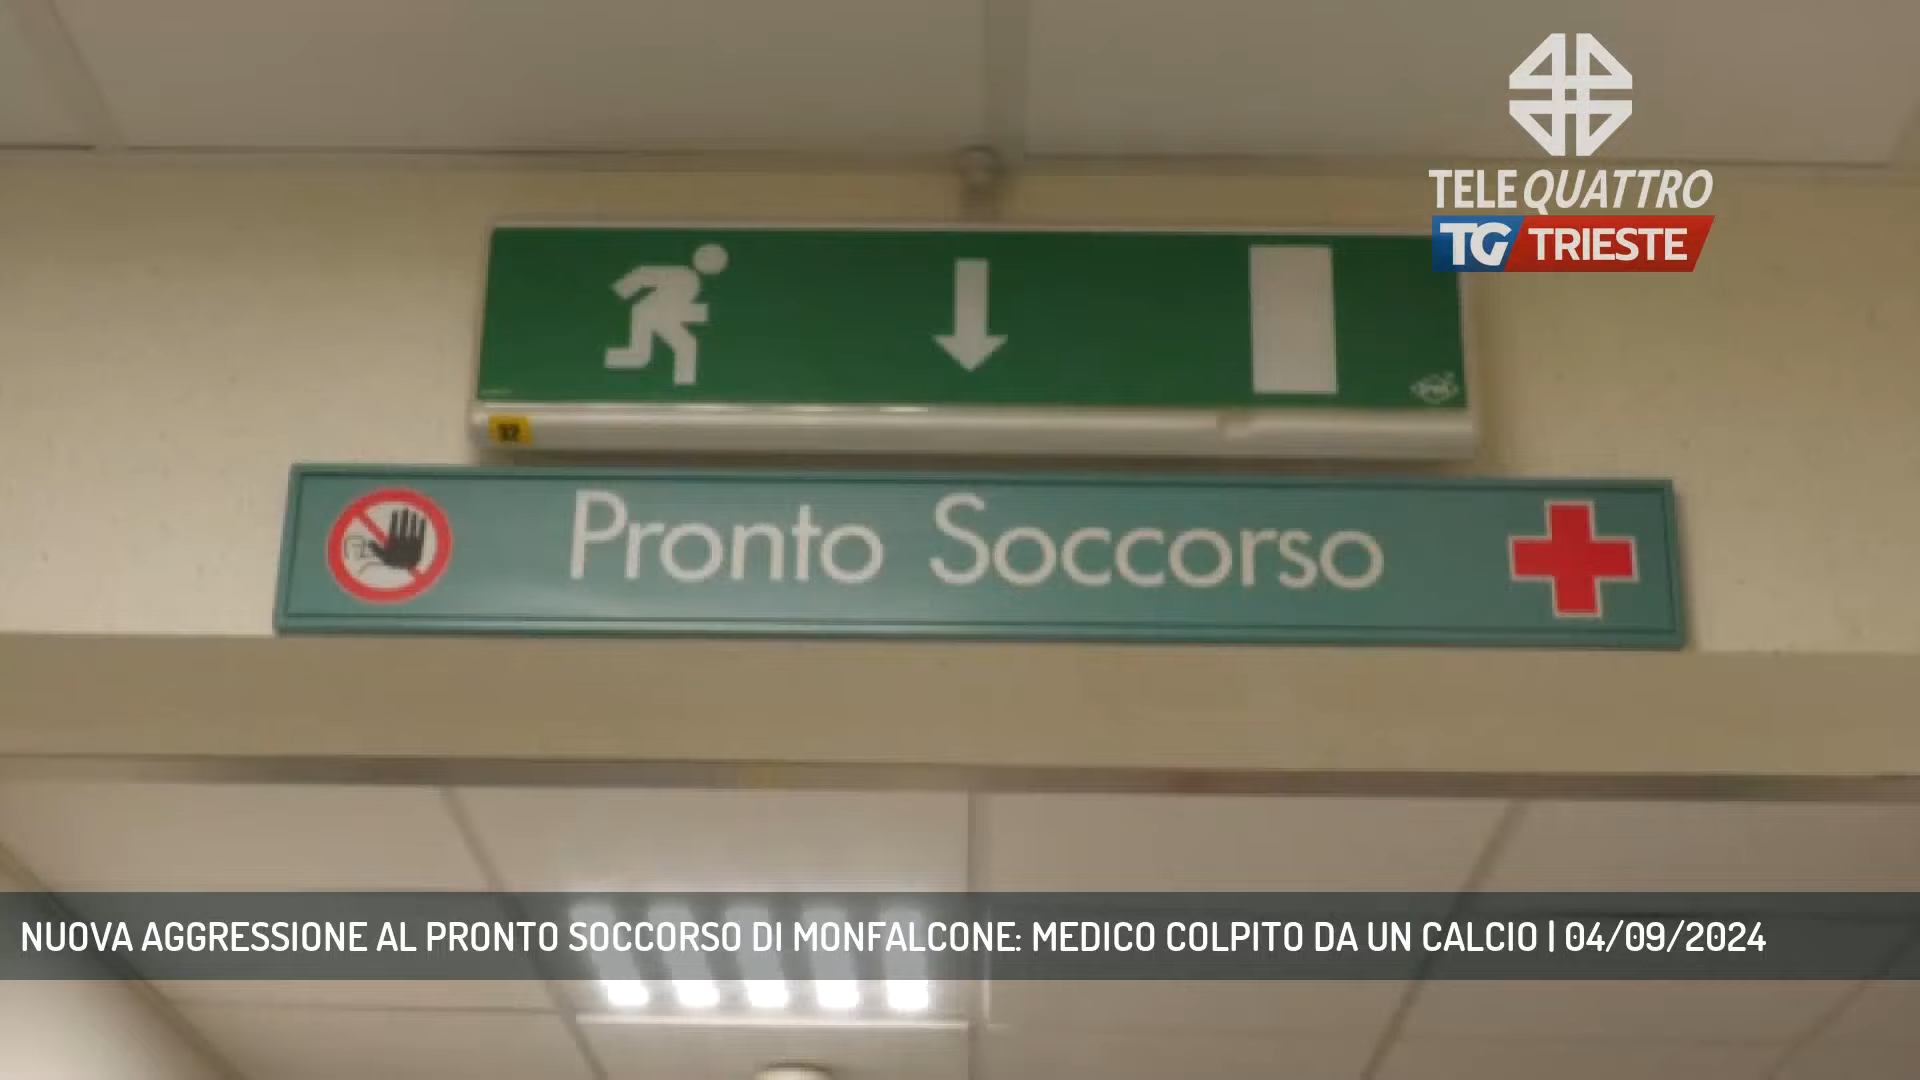 TELEQUATTRO
TG TRIESTE
Pronto Soccorso
NUOVA AGGRESSIONE AL PRONTO SOCCORSO DI MONFALCONE: MEDICO COLPITO DA UN CALCIO | 04/09/2024